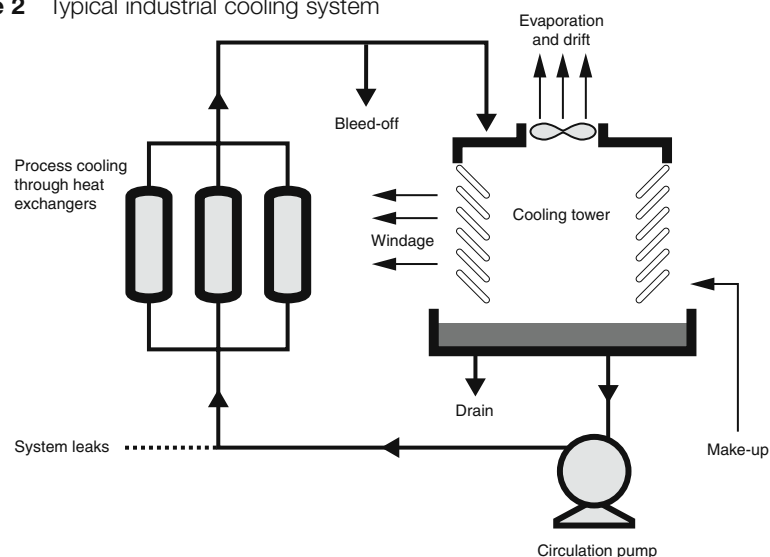 2 Typical industrial cooling system
Evaporation
and drift
Bleed-off
Process cooling
through heat
exchangers
Cooling tower
Windage
Drain
System leaks
Make-up
Circulation pump